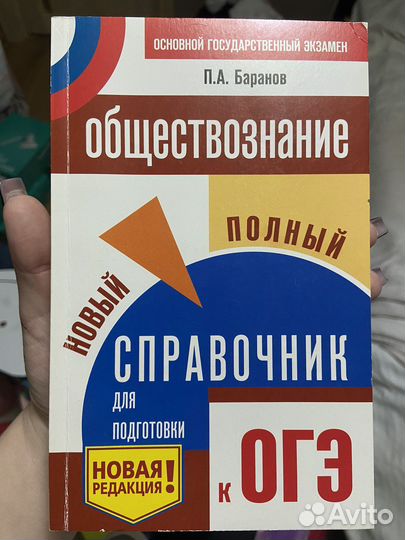 ОСНОВНОЙ ГОСУДАРСТВЕННЫЙ ЭКЗАМЕН
П.А. Баранов
ОБЩЕСТВОЗНАНИЕ
НОВЫЙ
ПОЛНЫЙ
СПРАВОЧНИК
ДЛЯ
ПОДГОТОВКИ
НОВАЯ
РЕДАКЦИЯ!
К ОГЭ
Avito